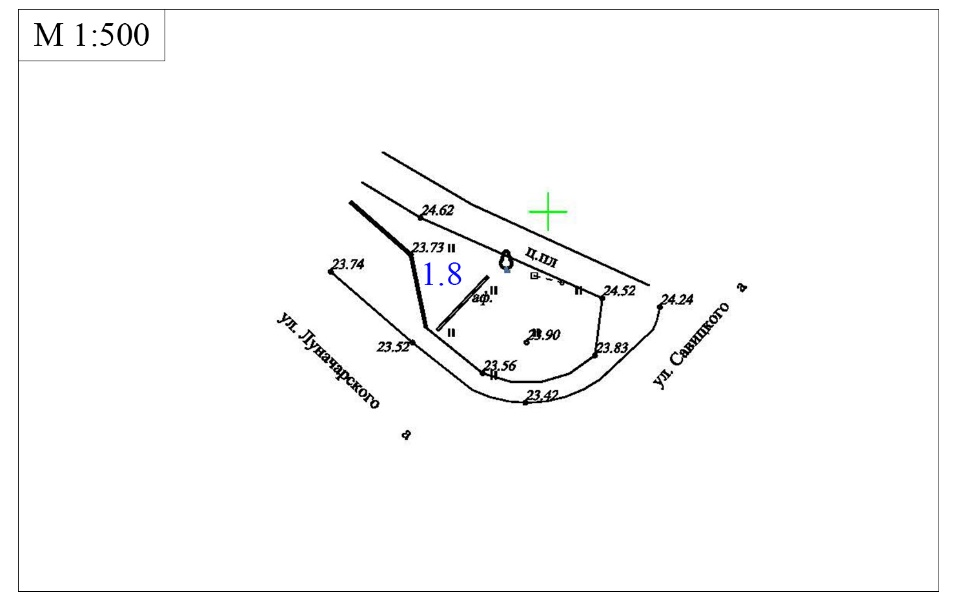 М 1:500
24.62
ц.пл
23.73
23.74
1.8
аф.
24.52
24.24
а
23.90
23.52
23.83
23.56
23.42
ул. Луначарского
ул. Савицкого
а